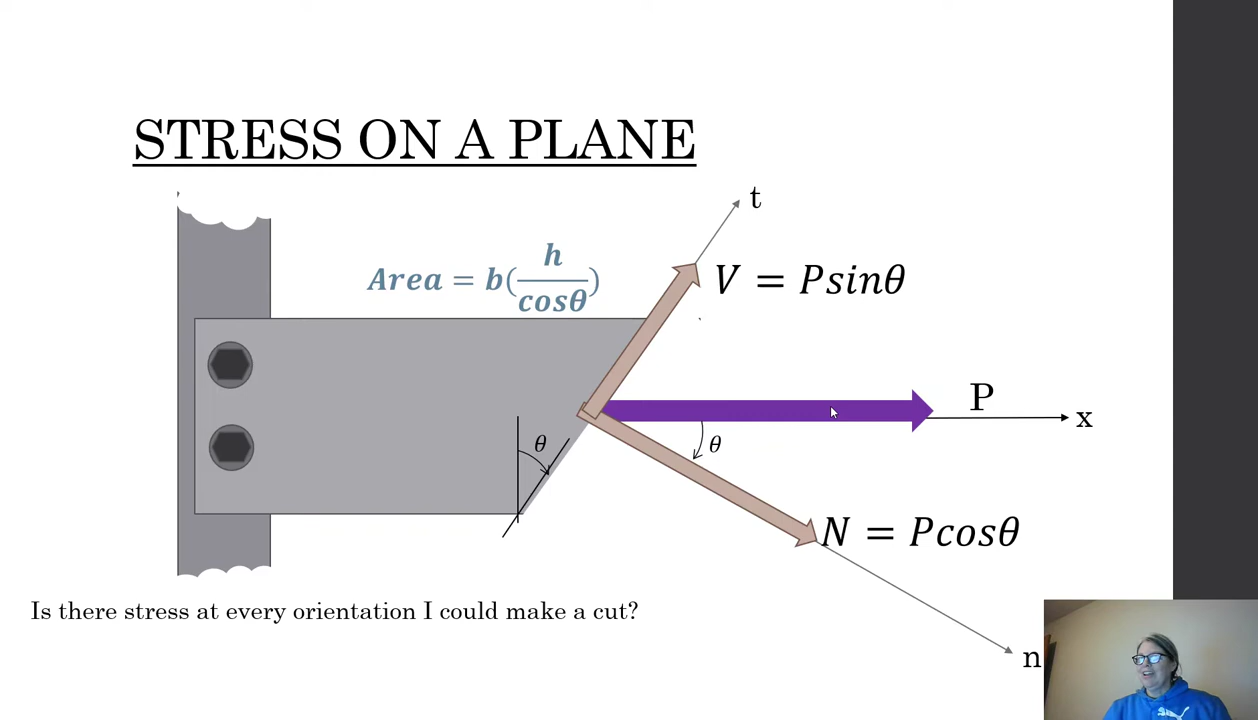 STRESS ON A PLANE
t
Area = b(h/cosθ)
V = Psinθ
P
x
θ
θ
N = Pcosθ
Is there stress at every orientation I could make a cut?
n